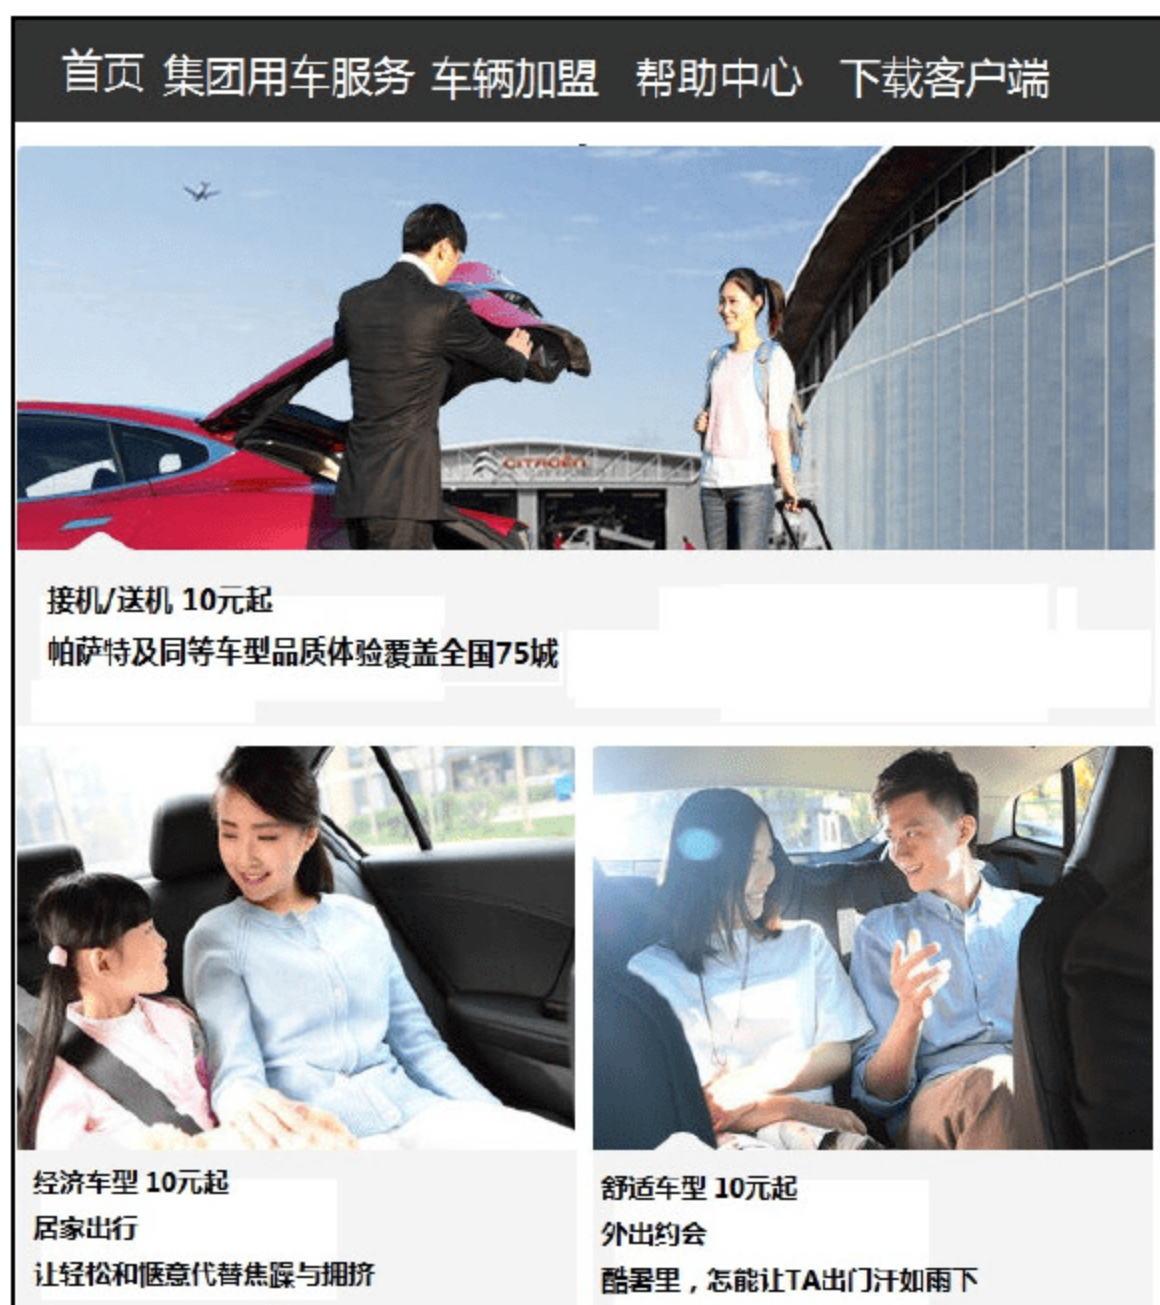 首页 集团用车服务 车辆加盟 帮助中心 下载客户端
CITROËN
接机/送机 10元起
帕萨特及同等车型品质体验覆盖全国75城
经济车型 10元起
居家出行
让轻松和惬意代替焦躁与拥挤
舒适车型 10元起
外出约会
酷暑里，怎能让TA出门汗如雨下